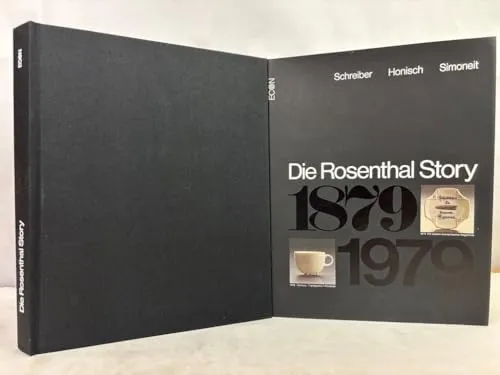 ECON
Die Rosenthal Story
ECON
Schreiber Honisch Simoneit
Die Rosenthal Story
1879
1979